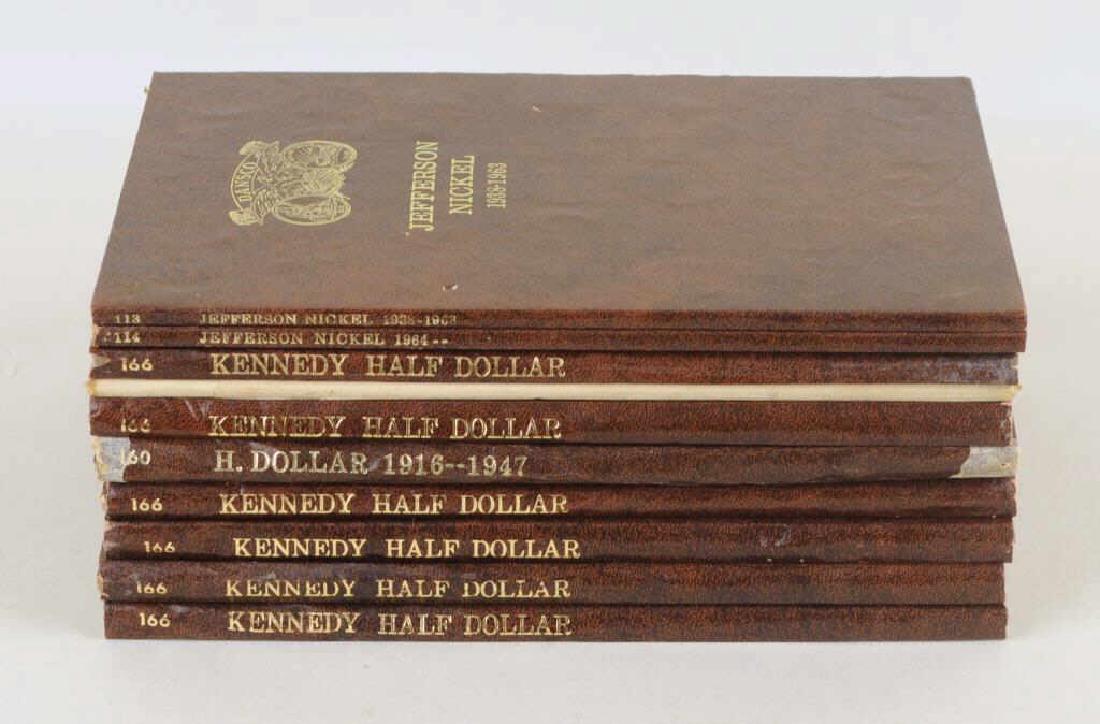 DANSCO
JEFFERSON
NICKEL
1938-1963
113 JEFFERSON NICKEL 1938-1963
114 JEFFERSON NICKEL 1964--
166 KENNEDY HALF DOLLAR
166 KENNEDY HALF DOLLAR
160 H. DOLLAR 1916--1947
166 KENNEDY HALF DOLLAR
166 KENNEDY HALF DOLLAR
166 KENNEDY HALF DOLLAR
166 KENNEDY HALF DOLLAR